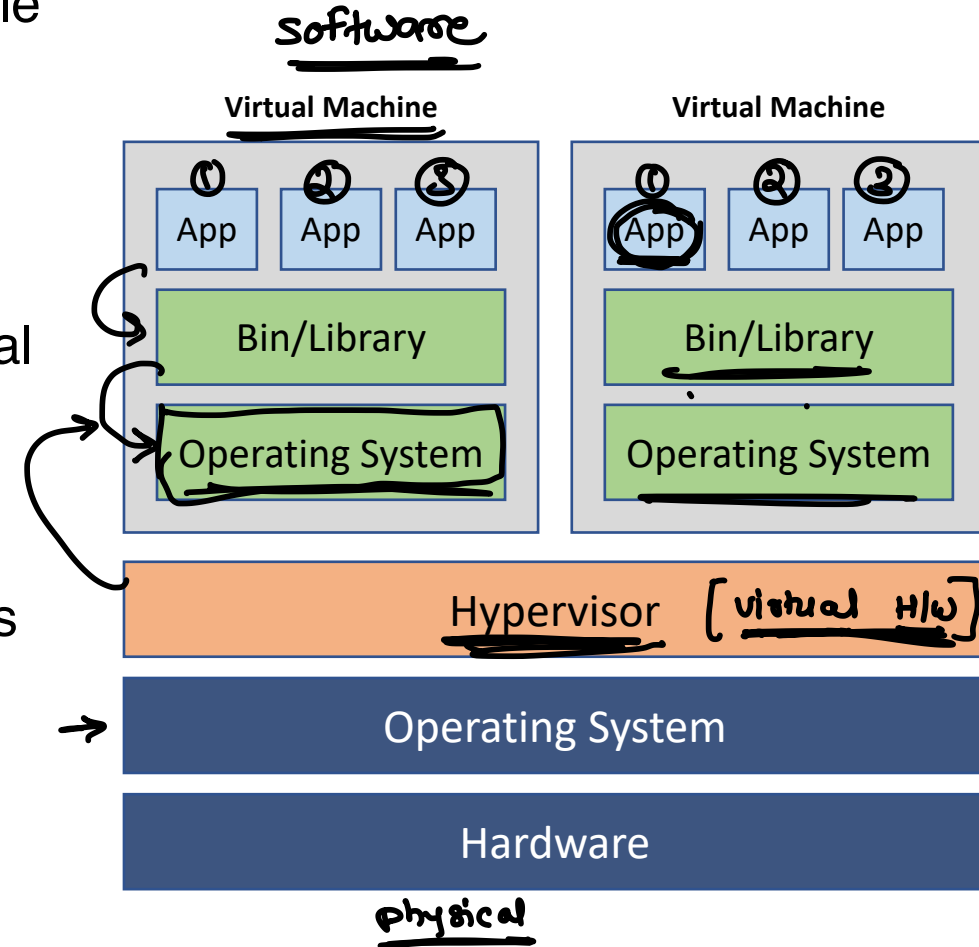 le
software
Virtual Machine Virtual Machine
1 2 3 1 2 3
App App App App App App
Bin/Library Bin/Library
al
Operating System Operating System
s
Hypervisor [virtual H/W]
Operating System
Hardware
physical